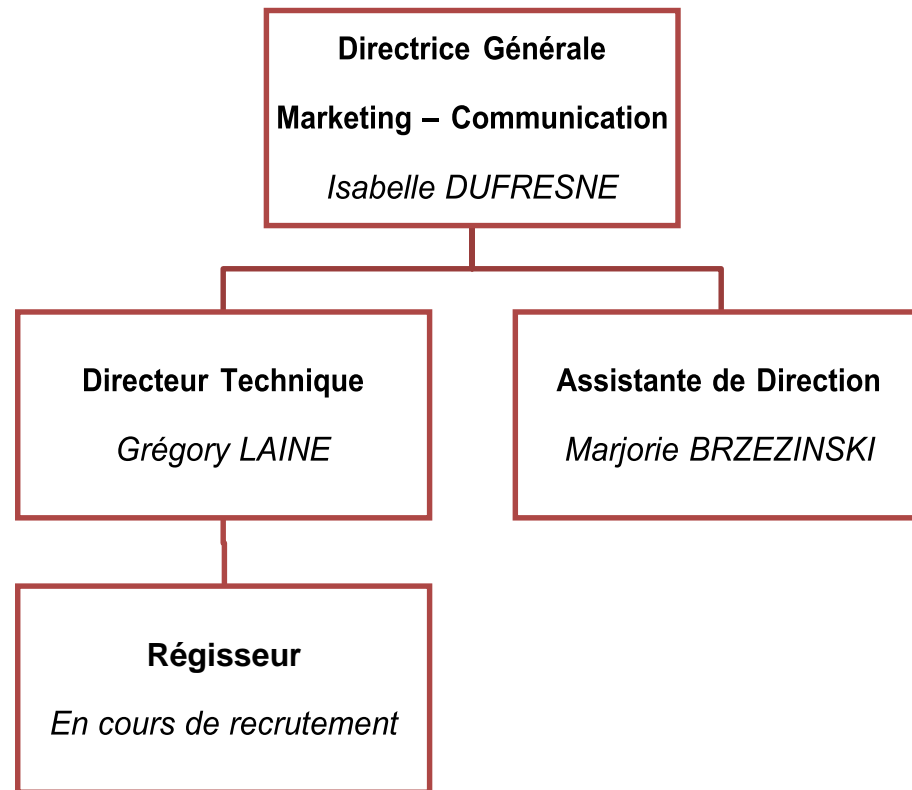 Directrice Générale
Marketing – Communication
Isabelle DUFRESNE
Directeur Technique
Grégory LAINE
Assistante de Direction
Marjorie BRZEZINSKI
Régisseur
En cours de recrutement